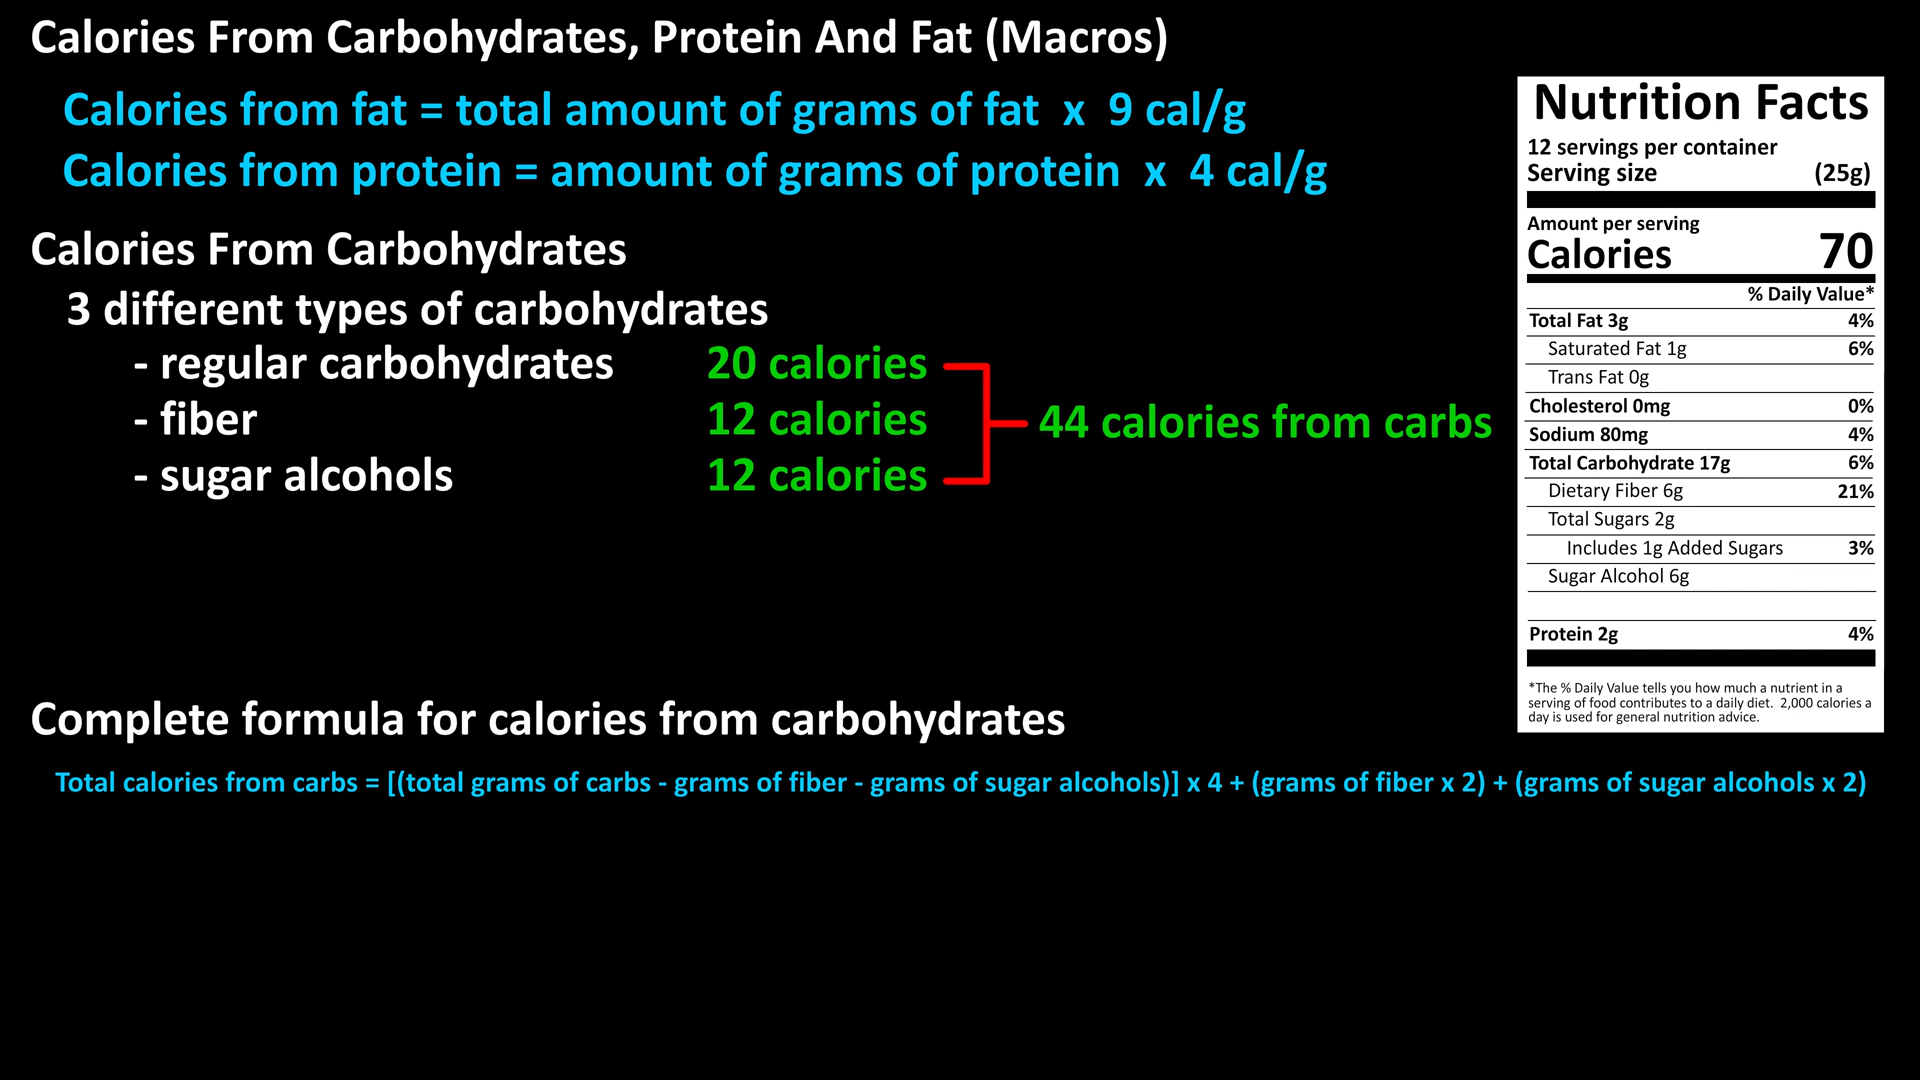 Calories From Carbohydrates, Protein And Fat (Macros)
Calories from fat = total amount of grams of fat x 9 cal/g
Calories from protein = amount of grams of protein x 4 cal/g
Calories From Carbohydrates
3 different types of carbohydrates
- regular carbohydrates 20 calories
- fiber 12 calories
- sugar alcohols 12 calories
44 calories from carbs
Complete formula for calories from carbohydrates
Total calories from carbs = [(total grams of carbs - grams of fiber - grams of sugar alcohols)] x 4 + (grams of fiber x 2) + (grams of sugar alcohols x 2)
Nutrition Facts
12 servings per container
Serving size (25g)
Amount per serving
Calories 70
% Daily Value*
Total Fat 3g 4%
Saturated Fat 1g 6%
Trans Fat 0g
Cholesterol 0mg 0%
Sodium 80mg 4%
Total Carbohydrate 17g 6%
Dietary Fiber 6g 21%
Total Sugars 2g
Includes 1g Added Sugars 3%
Sugar Alcohol 6g
Protein 2g 4%
*The % Daily Value tells you how much a nutrient in a
serving of food contributes to a daily diet. 2,000 calories a
day is used for general nutrition advice.